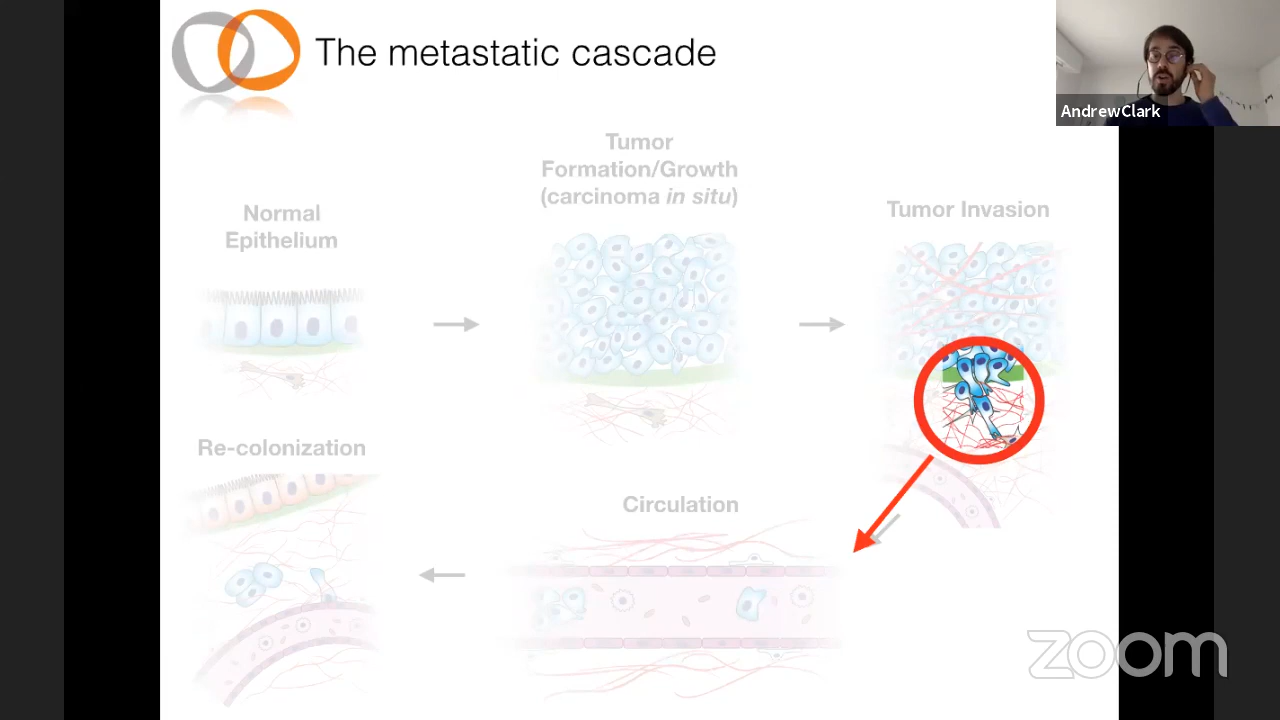 The metastatic cascade
AndrewClark
Normal
Epithelium
Tumor
Formation/Growth
(carcinoma in situ)
Tumor Invasion
Re-colonization
Circulation
zoom